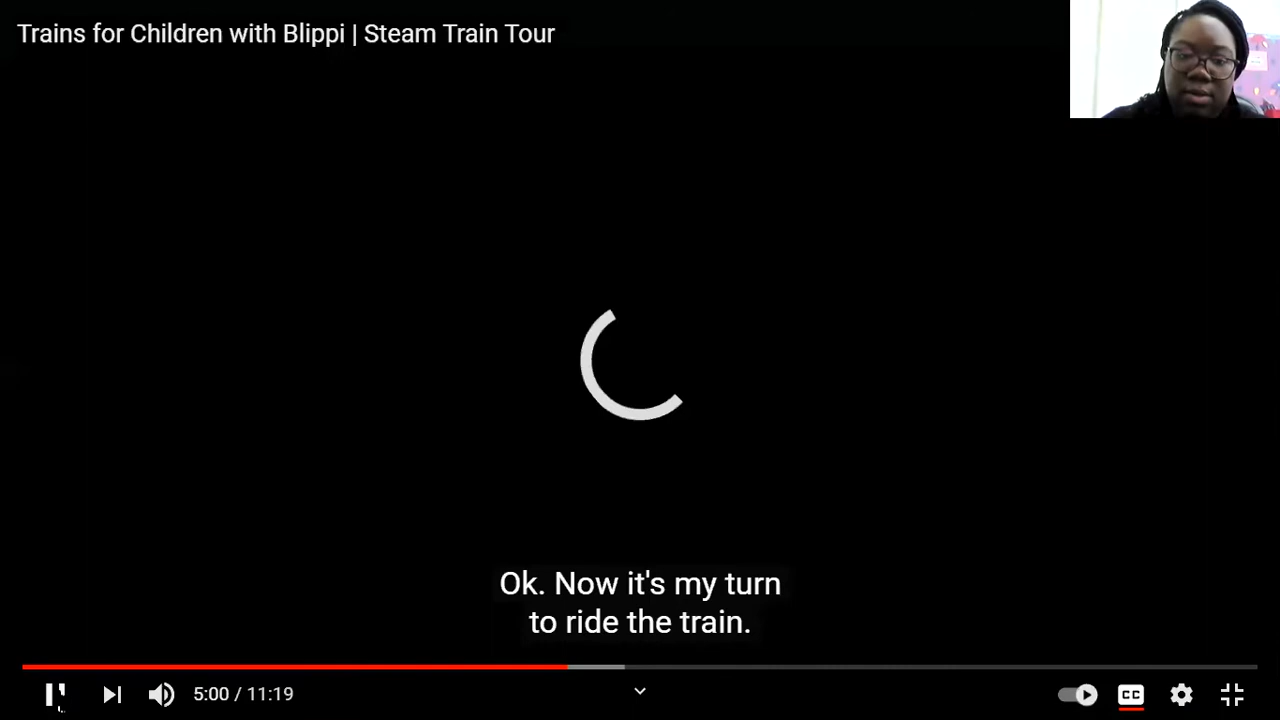 Trains for Children with Blippi | Steam Train Tour
Ok. Now it's my turn
to ride the train.
5:00 / 11:19
CC